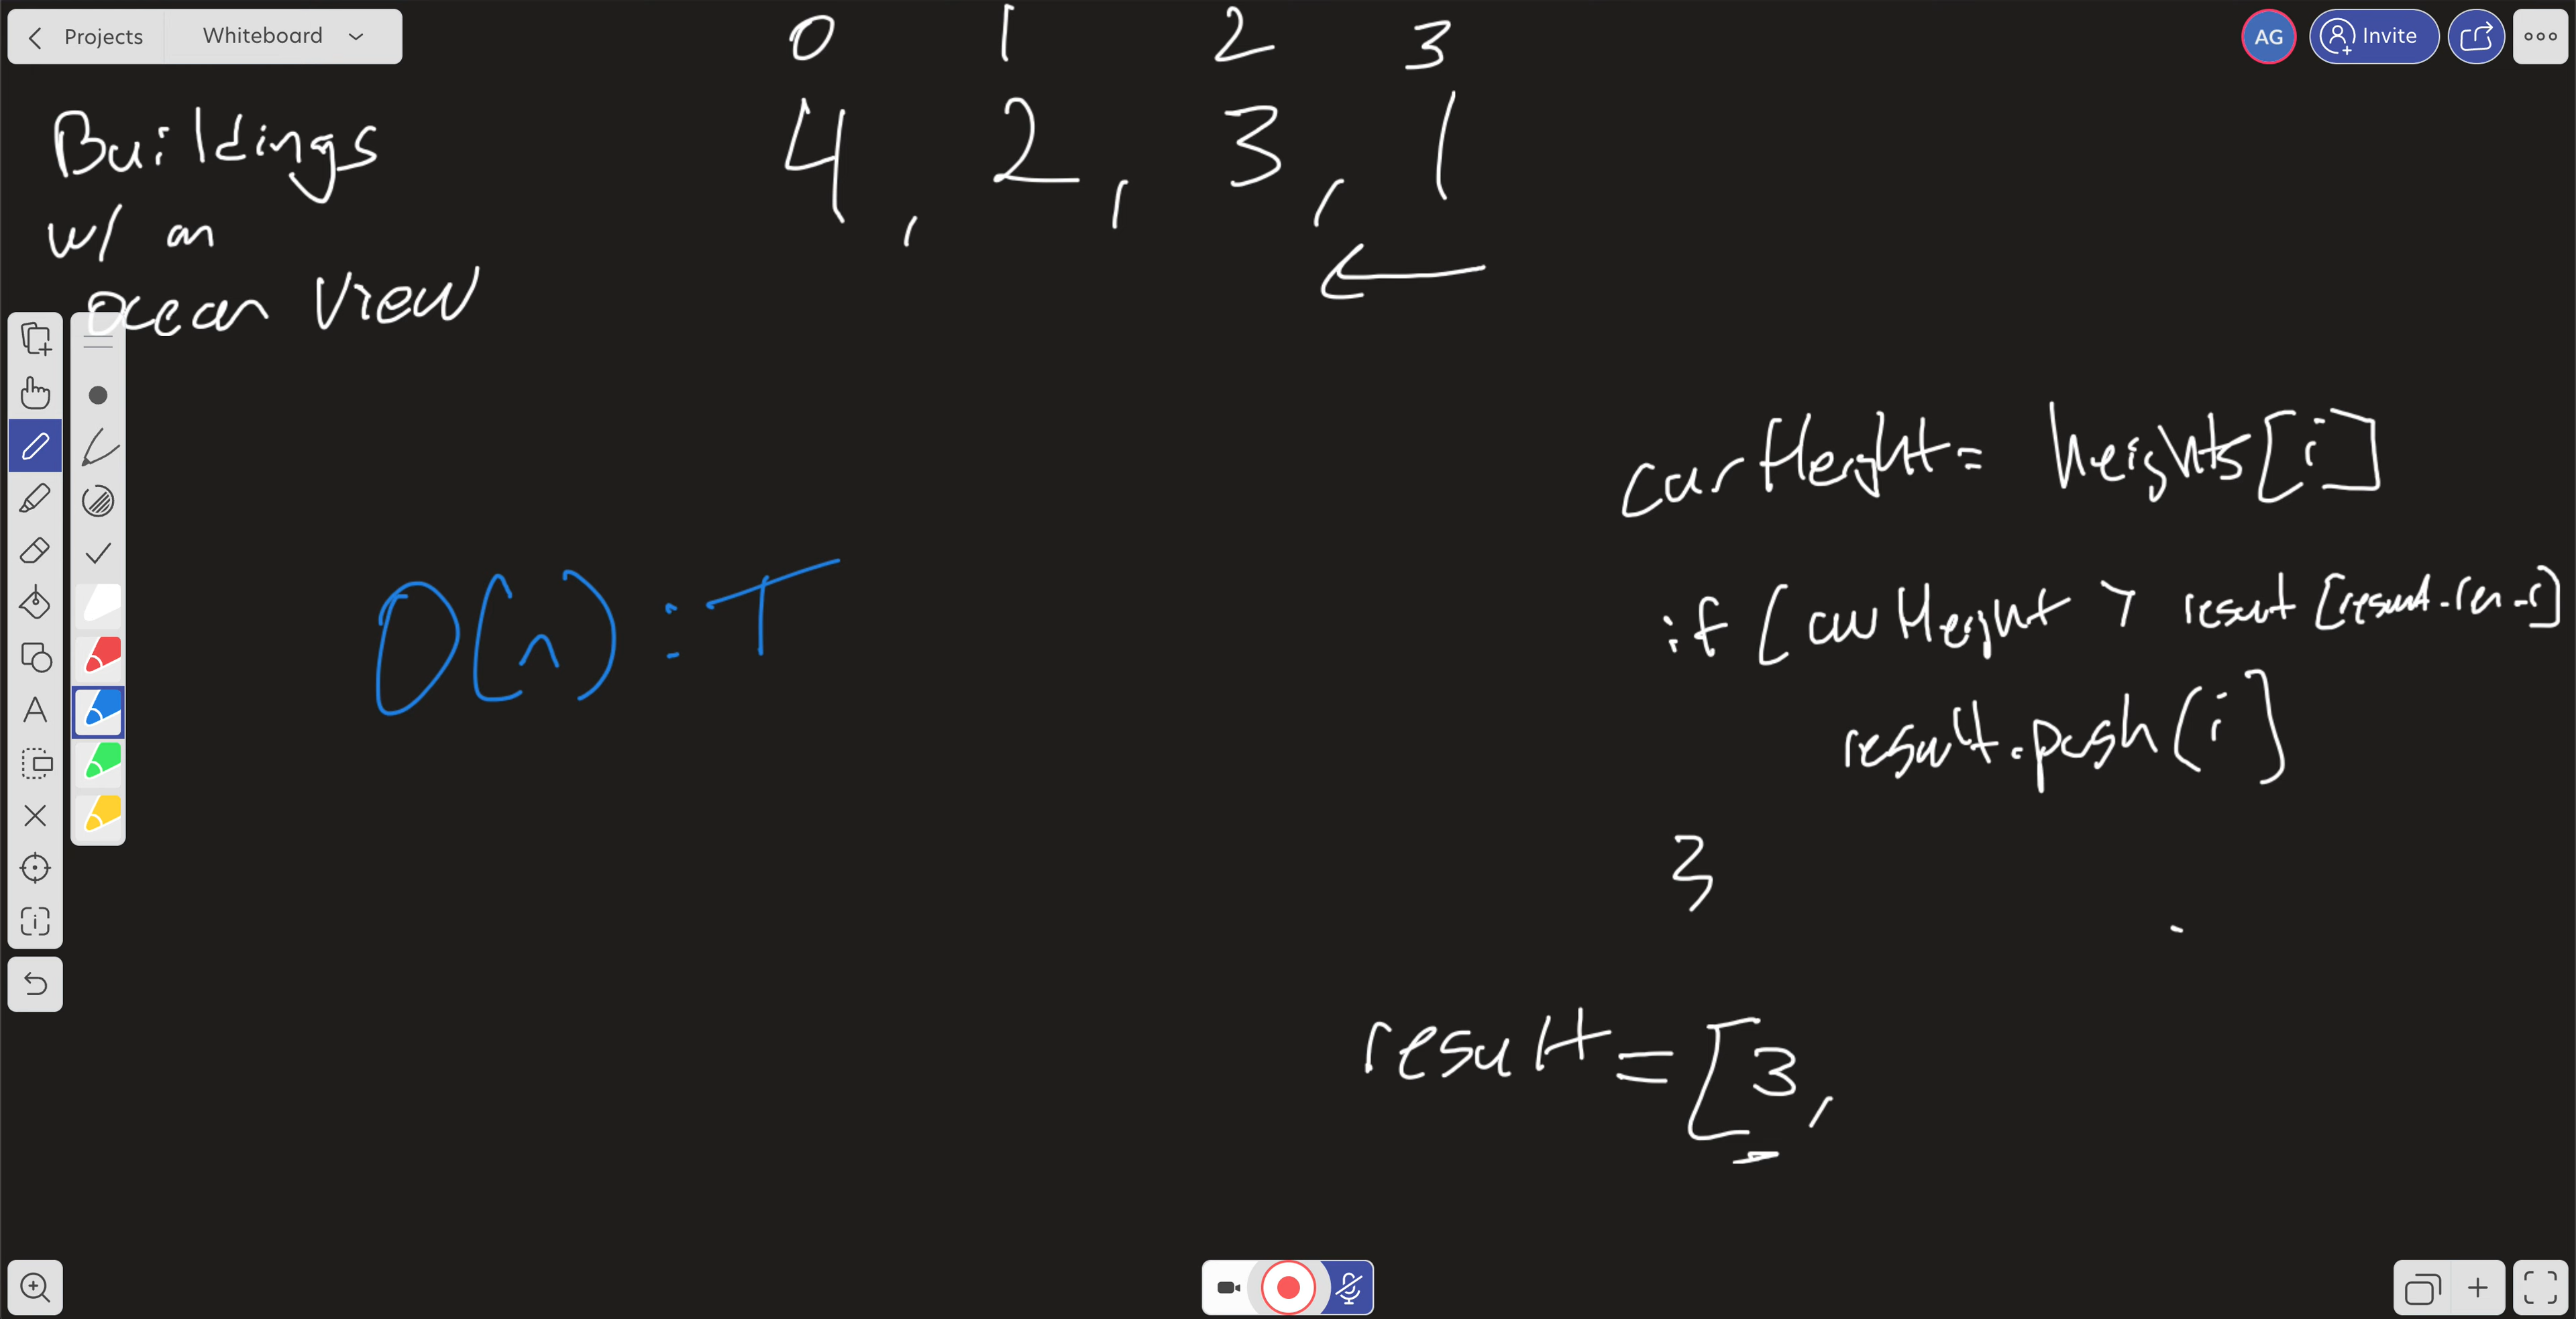 Projects Whiteboard
AG Invite
0 1 2 3
4, 2, 3, 1
Buildings
w/ an
ocean View
curHeight = heights[i]
O(n) : T
if (curHeight > result [result.len-1]
result.push(i)
}
result = [3,